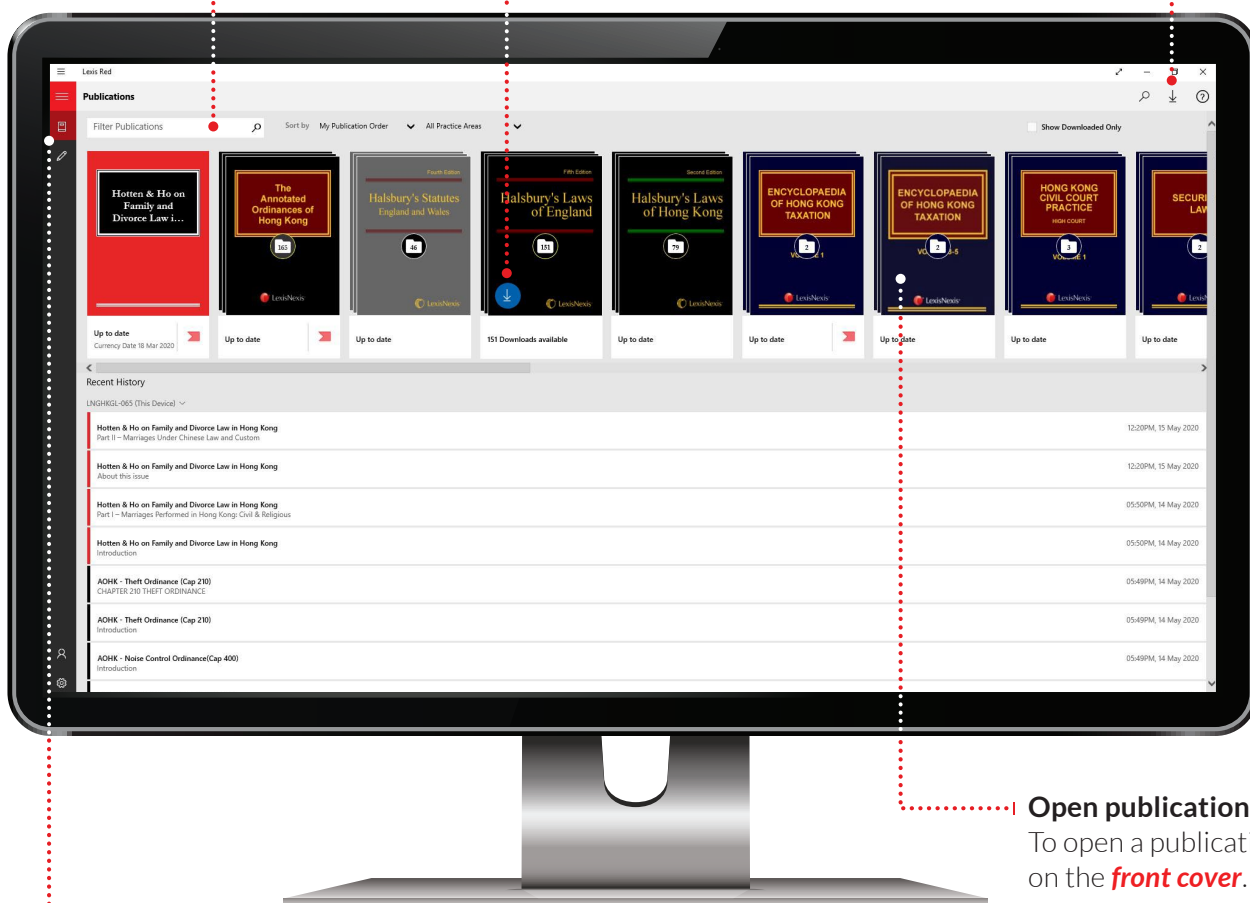 Lexis Red
Publications
Filter Publications
Sort by My Publication Order All Practice Areas
Show Downloaded Only
Hotten & Ho on
Family and
Divorce Law i...
Up to date
Currency Date 18 Mar 2020
The
Annotated
Ordinances of
Hong Kong
165
LexisNexis
Up to date
Fourth Edition
Halsbury's Statutes
England and Wales
46
LexisNexis
Up to date
Fifth Edition
Halsbury's Laws
of England
151
LexisNexis
151 Downloads available
Second Edition
Halsbury's Laws
of Hong Kong
79
LexisNexis
Up to date
ENCYCLOPAEDIA
OF HONG KONG
TAXATION
2
LexisNexis
Up to date
ENCYCLOPAEDIA
OF HONG KONG
TAXATION
2
LexisNexis
Up to date
HONG KONG
CIVIL COURT
PRACTICE
HIGH COURT
3
LexisNexis
Up to date
SECURI
LAW
2
Lexis
Up to date
Recent History
LNGHKGL-065 (This Device)
Hotten & Ho on Family and Divorce Law in Hong Kong
Part II – Marriages Under Chinese Law and Custom
12:20PM, 15 May 2020
Hotten & Ho on Family and Divorce Law in Hong Kong
About this issue
12:20PM, 15 May 2020
Hotten & Ho on Family and Divorce Law in Hong Kong
Part I – Marriages Performed in Hong Kong: Civil & Religious
05:50PM, 14 May 2020
Hotten & Ho on Family and Divorce Law in Hong Kong
Introduction
05:50PM, 14 May 2020
AOHK - Theft Ordinance (Cap 210)
CHAPTER 210 THEFT ORDINANCE
05:49PM, 14 May 2020
AOHK - Theft Ordinance (Cap 210)
Introduction
05:49PM, 14 May 2020
AOHK - Noise Control Ordinance(Cap 400)
Introduction
05:49PM, 14 May 2020
Open publication
To open a publicati
on the front cover.